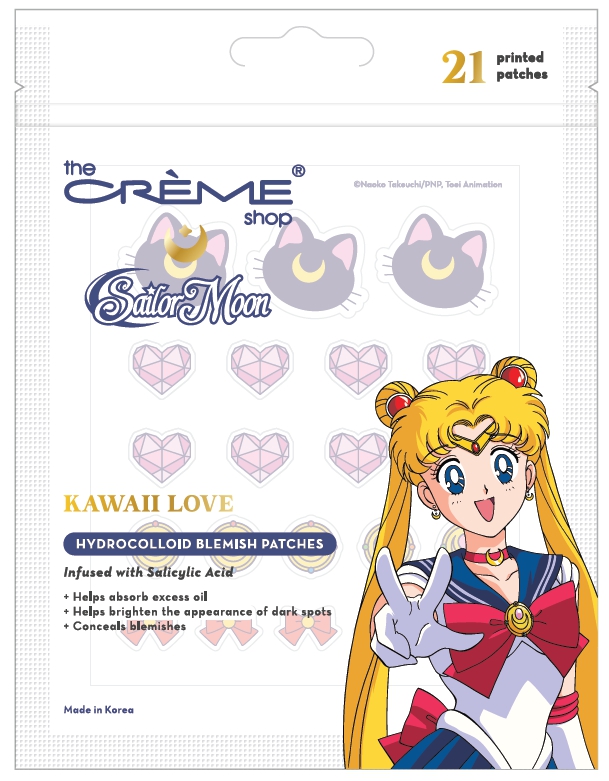 21 printed
patches
the
CRÈME®
shop
©Naoko Takeuchi/PNP, Toei Animation
Sailor Moon
KAWAII LOVE
HYDROCOLLOID BLEMISH PATCHES
Infused with Salicylic Acid
+ Helps absorb excess oil
+ Helps brighten the appearance of dark spots
+ Conceals blemishes
Made in Korea